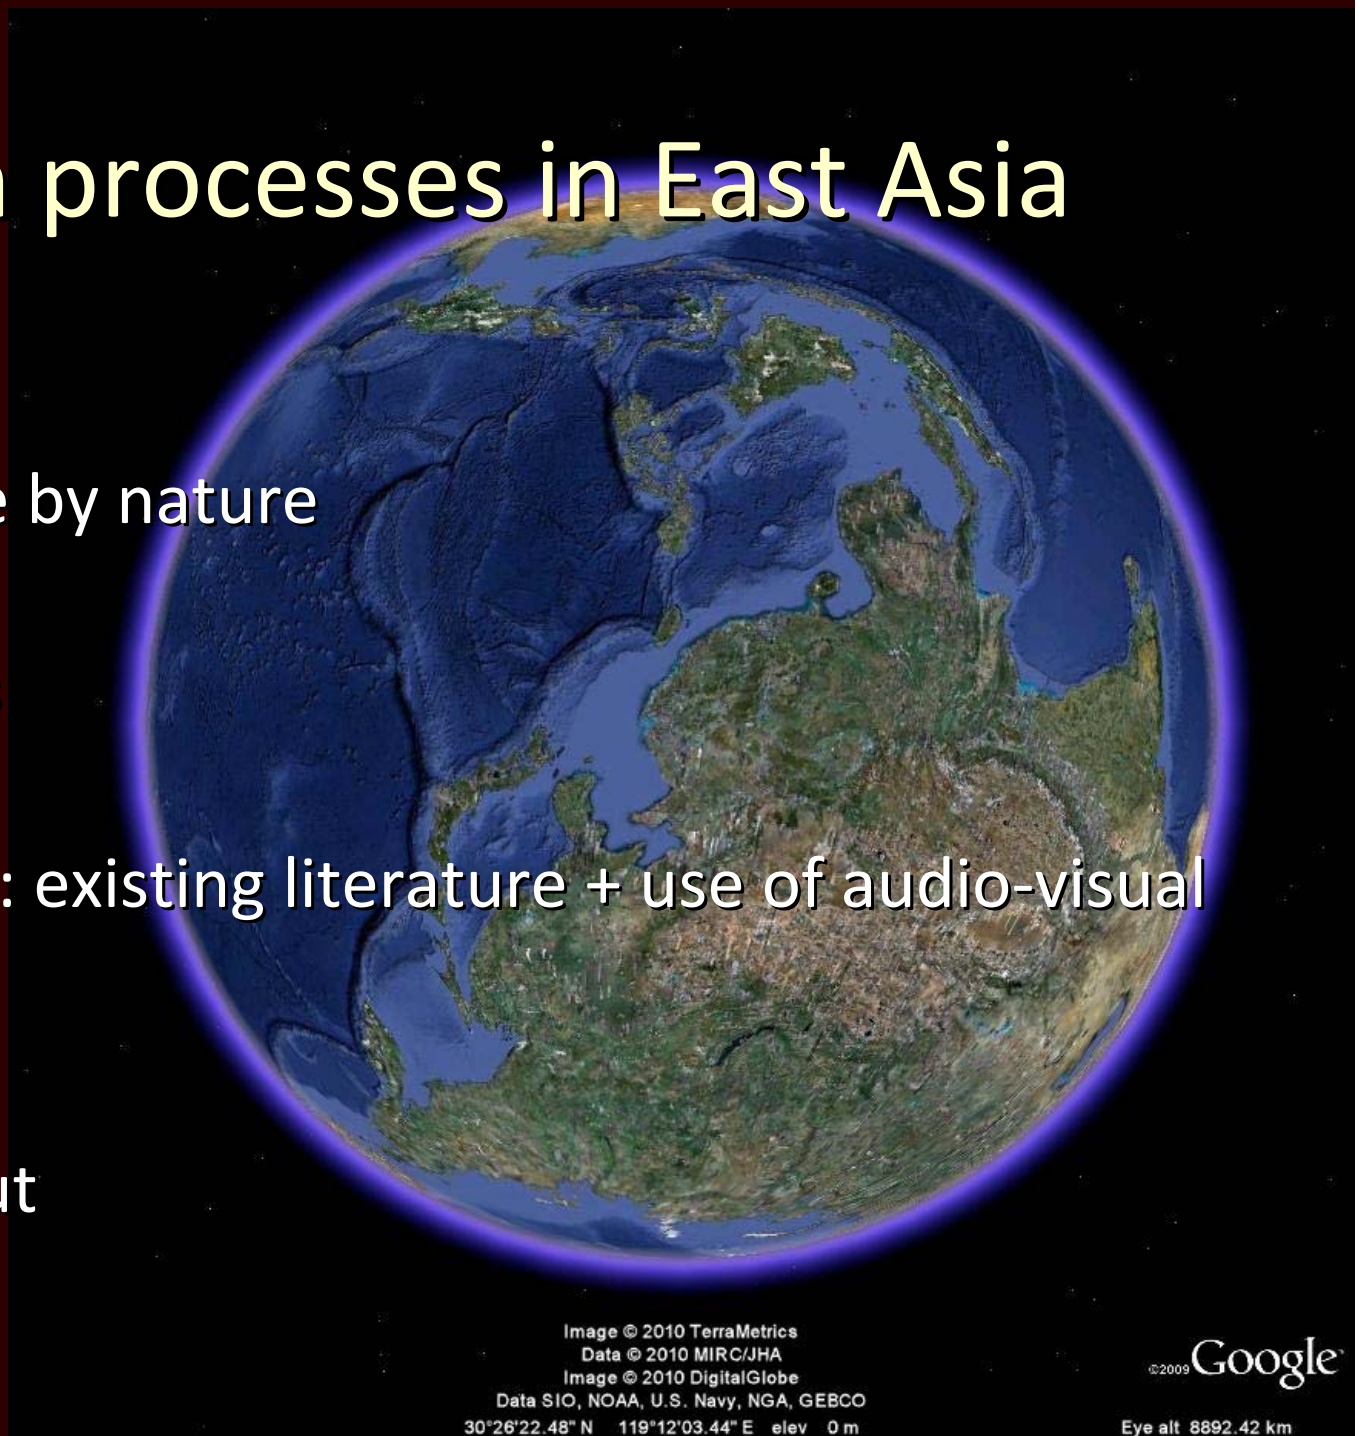 processes in East Asia
by nature
: existing literature + use of audio-visual
Image © 2010 TerraMetrics
Data © 2010 MIRC/JHA
Image © 2010 DigitalGlobe
Data SIO, NOAA, U.S. Navy, NGA, GEBCO
©2009 Google
30°26'22.48" N 119°12'03.44" E elev 0 m
Eye alt 8892.42 km